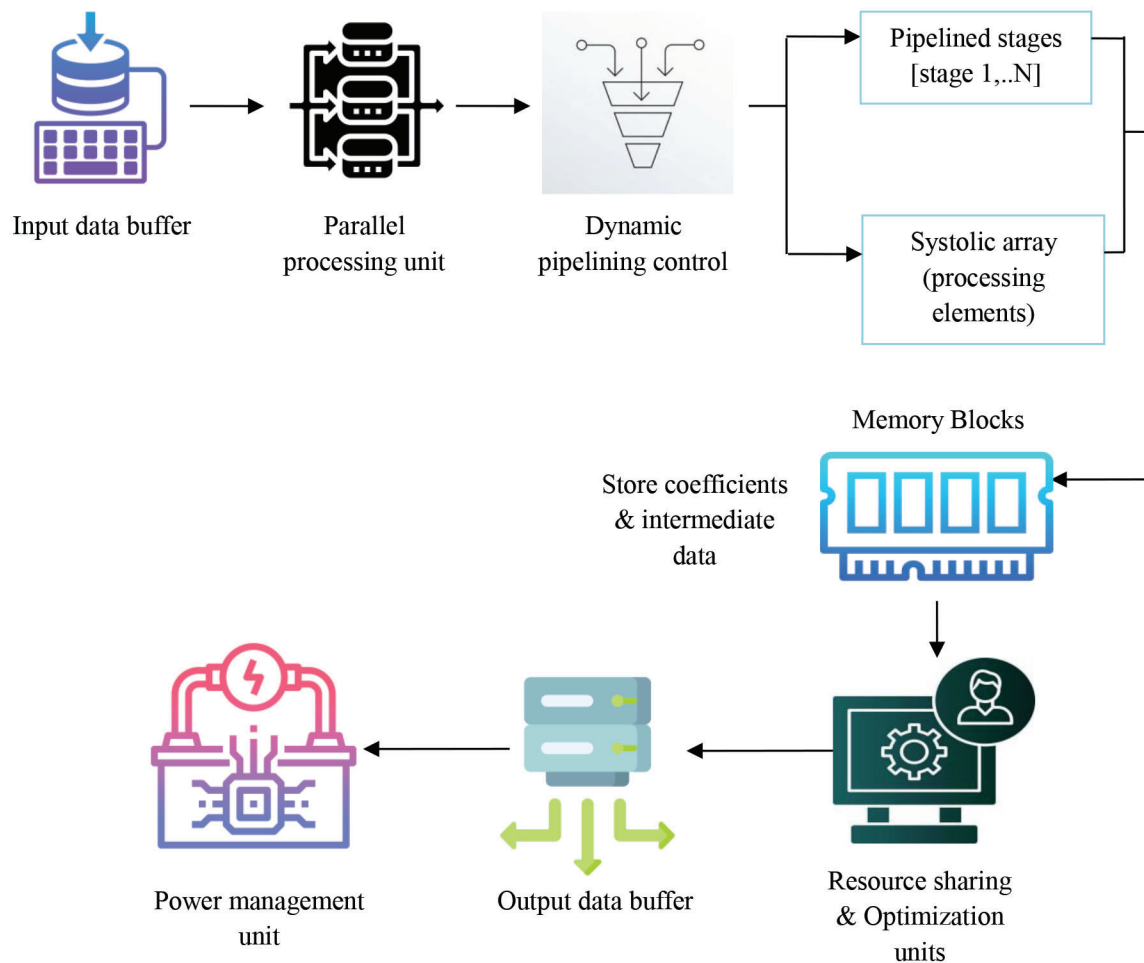 Pipelined stages
[stage 1,..N]
Input data buffer
Parallel
processing unit
Dynamic
pipelining control
Systolic array
(processing
elements)
Memory Blocks
Store coefficients
& intermediate
data
Power management
unit
Output data buffer
Resource sharing
& Optimization
units